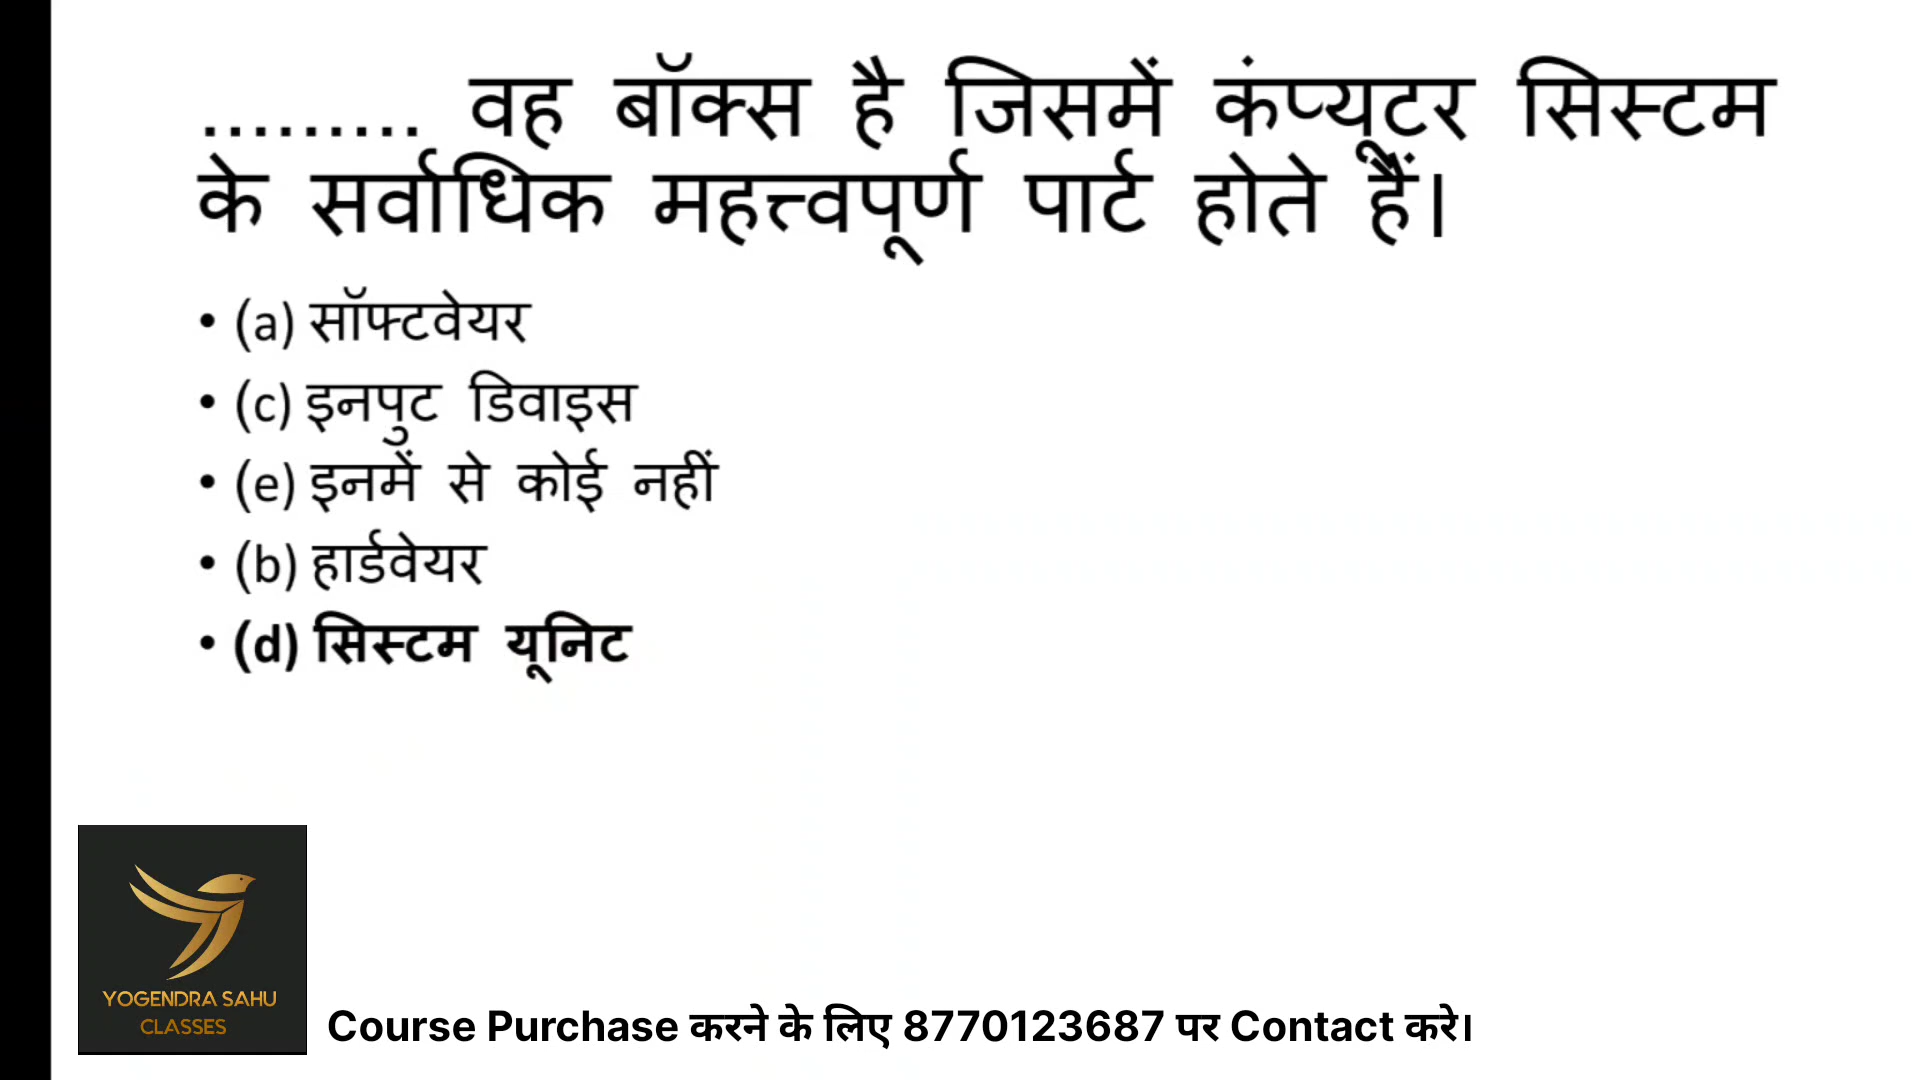 ......... वह बॉक्स है जिसमें कंप्यूटर सिस्टम
के सर्वाधिक महत्त्वपूर्ण पार्ट होते हैं।
• (a) सॉफ्टवेयर
• (c) इनपुट डिवाइस
• (e) इनमें से कोई नहीं
• (b) हार्डवेयर
• (d) सिस्टम यूनिट
YOGENDRA SAHU
CLASSES
Course Purchase करने के लिए 8770123687 पर Contact करे।